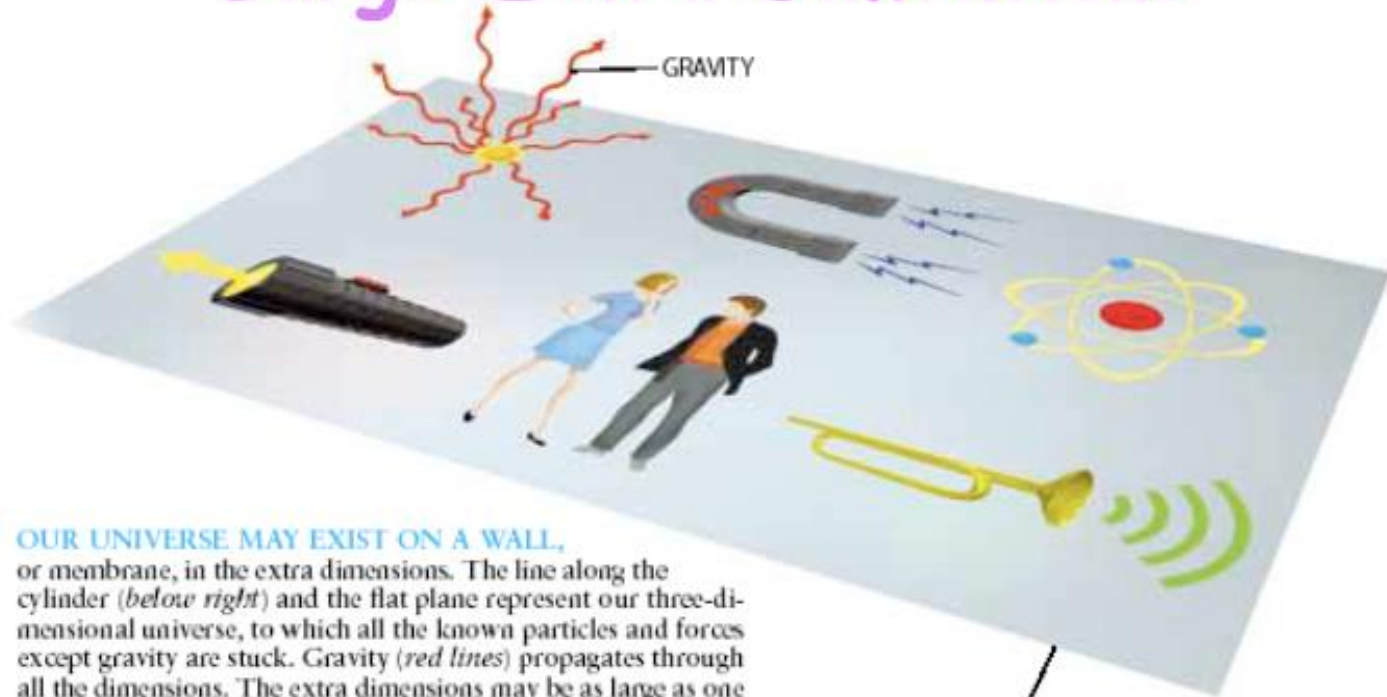 GRAVITY
OUR UNIVERSE MAY EXIST ON A WALL,
or membrane, in the extra dimensions. The line along the
cylinder (below right) and the flat plane represent our three-di-
mensional universe, to which all the known particles and forces
except gravity are stuck. Gravity (red lines) propagates through
all the dimensions. The extra dimensions may be as large as one